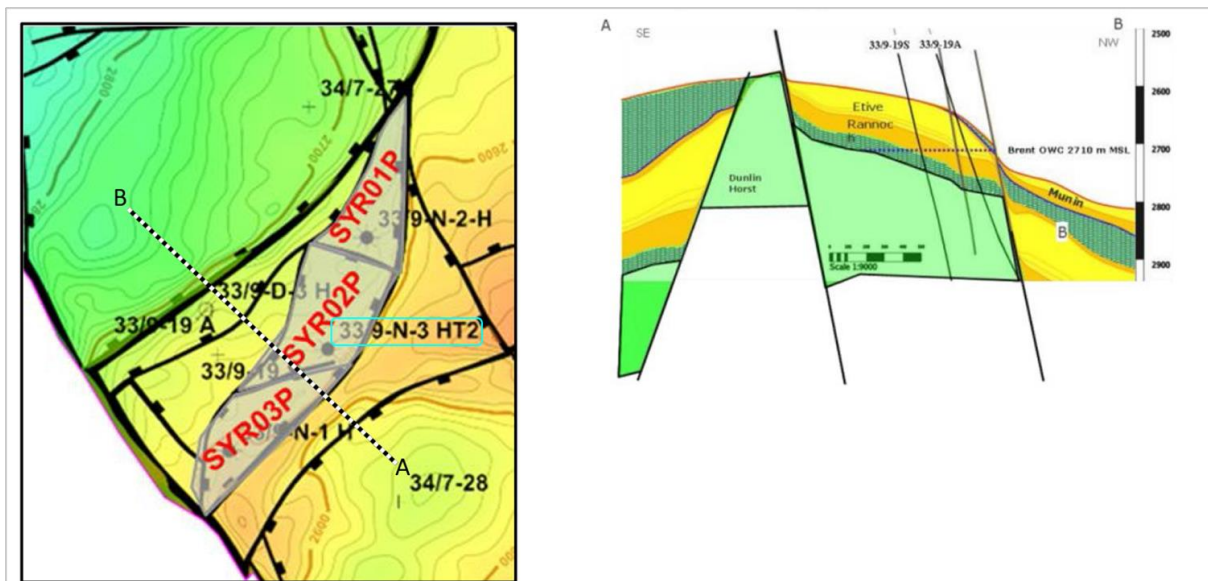 34/7-27
2800
2700
2600
B
SYR01P
33/9-N-2-H
33/9-D-3 H
SYR02P
33/9-19 A
33/9-N-3 HT2
33/9-19
SYR03P
N-1 H
A
34/7-28
2600
A
B
SE
NW
33/9-19S
33/9-19A
2500
2600
2700
2800
2900
Etive
Rannoc
h
Brent OWC 2710 m MSL
Dunlin
Horst
Munin
B
Scale 1:9000